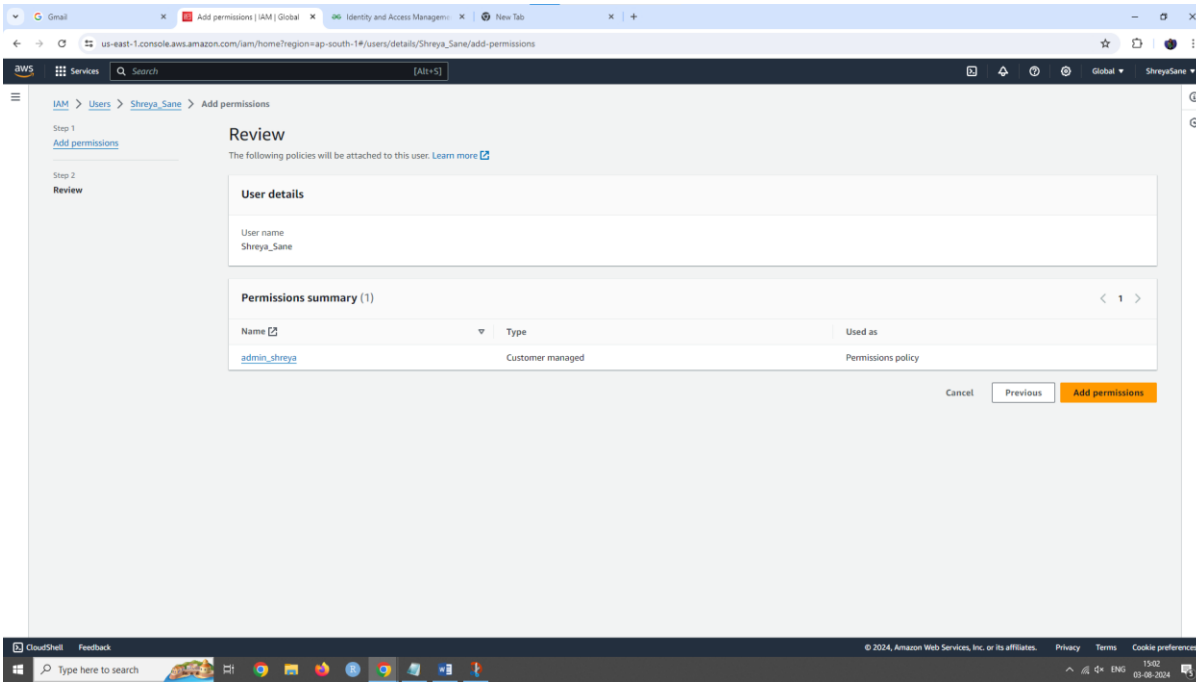 Gmail
Add permissions | IAM | Global
Identity and Access Manageme
New Tab
us-east-1.console.aws.amazon.com/iam/home?region=ap-south-1#/users/details/Shreya_Sane/add-permissions
aws Services Search [Alt+S] Global ShreyaSane
IAM > Users > Shreya_Sane > Add permissions
Step 1
Add permissions
Step 2
Review
Review
The following policies will be attached to this user. Learn more
User details
User name
Shreya_Sane
Permissions summary (1) < 1 >
Name Type Used as
admin_shreya Customer managed Permissions policy
Cancel Previous Add permissions
CloudShell Feedback © 2024, Amazon Web Services, Inc. or its affiliates. Privacy Terms Cookie preferences
Type here to search ENG 15:02
03-08-2024